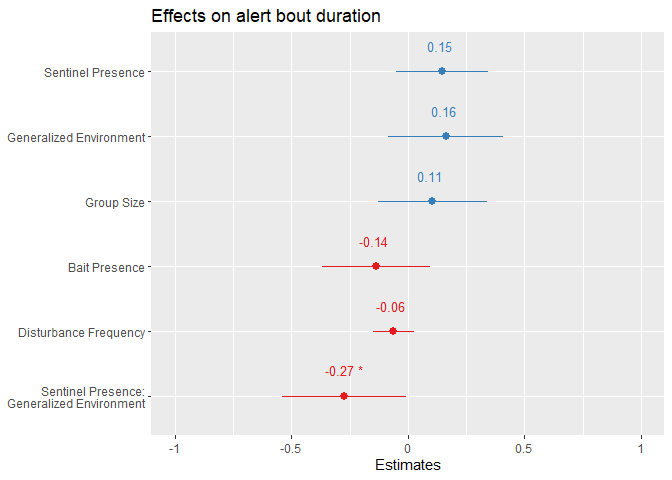 Effects on alert bout duration
0.15
Sentinel Presence
0.16
Generalized Environment
0.11
Group Size
-0.14
Bait Presence
-0.06
Disturbance Frequency
-0.27 *
Sentinel Presence:
Generalized Environment
-1 -0.5 0 0.5 1
Estimates